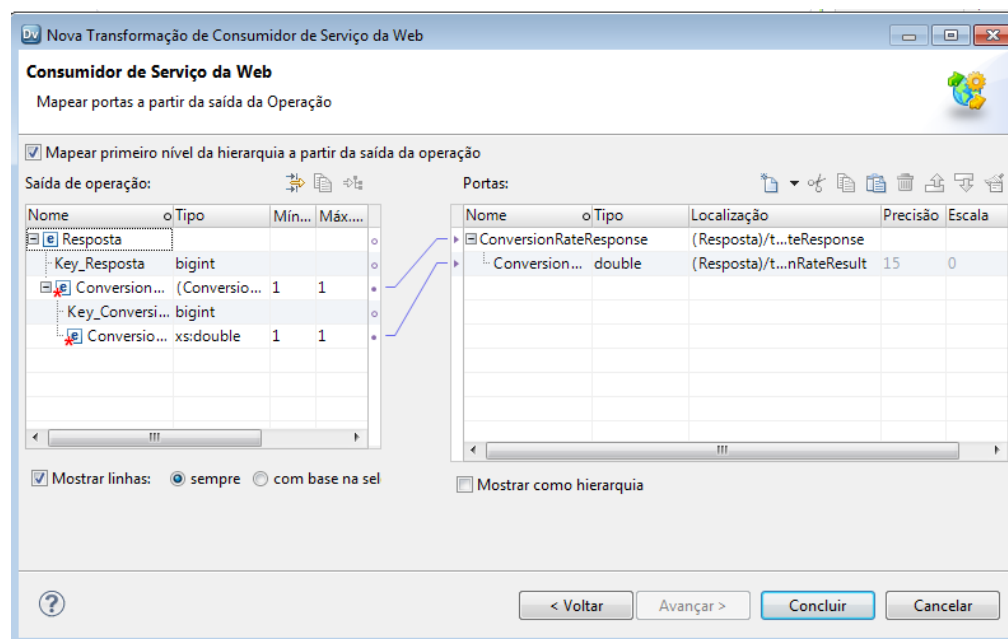 Dv Nova Transformação de Consumidor de Serviço da Web
Consumidor de Serviço da Web
Mapear portas a partir da saída da Operação
Mapear primeiro nível da hierarquia a partir da saída da operação
Saída de operação:
Nome Tipo Mín... Máx....
e Resposta
Key_Resposta bigint
e Conversion... (Conversio... 1 1
Key_Conversi... bigint
e Conversio... xs:double 1 1
Mostrar linhas: sempre com base na sel
Portas:
Nome Tipo Localização Precisão Escala
ConversionRateResponse (Resposta)/t...teResponse
Conversion... double (Resposta)/t...nRateResult 15 0
Mostrar como hierarquia
?
< Voltar Avançar > Concluir Cancelar